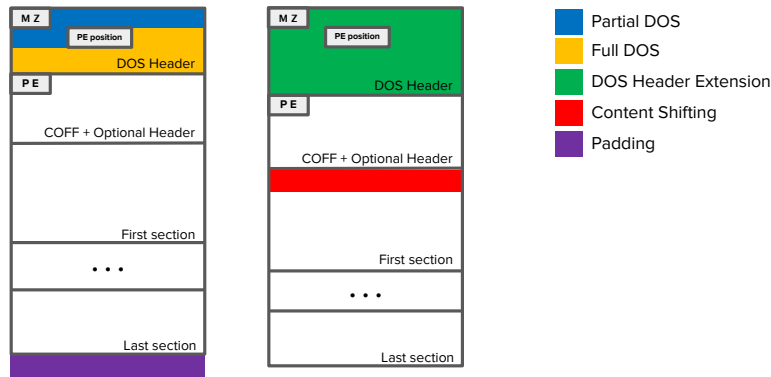 M Z
PE position
DOS Header
P E
COFF + Optional Header
First section
• • •
Last section
M Z
PE position
DOS Header
P E
COFF + Optional Header
First section
• • •
Last section
Partial DOS
Full DOS
DOS Header Extension
Content Shifting
Padding